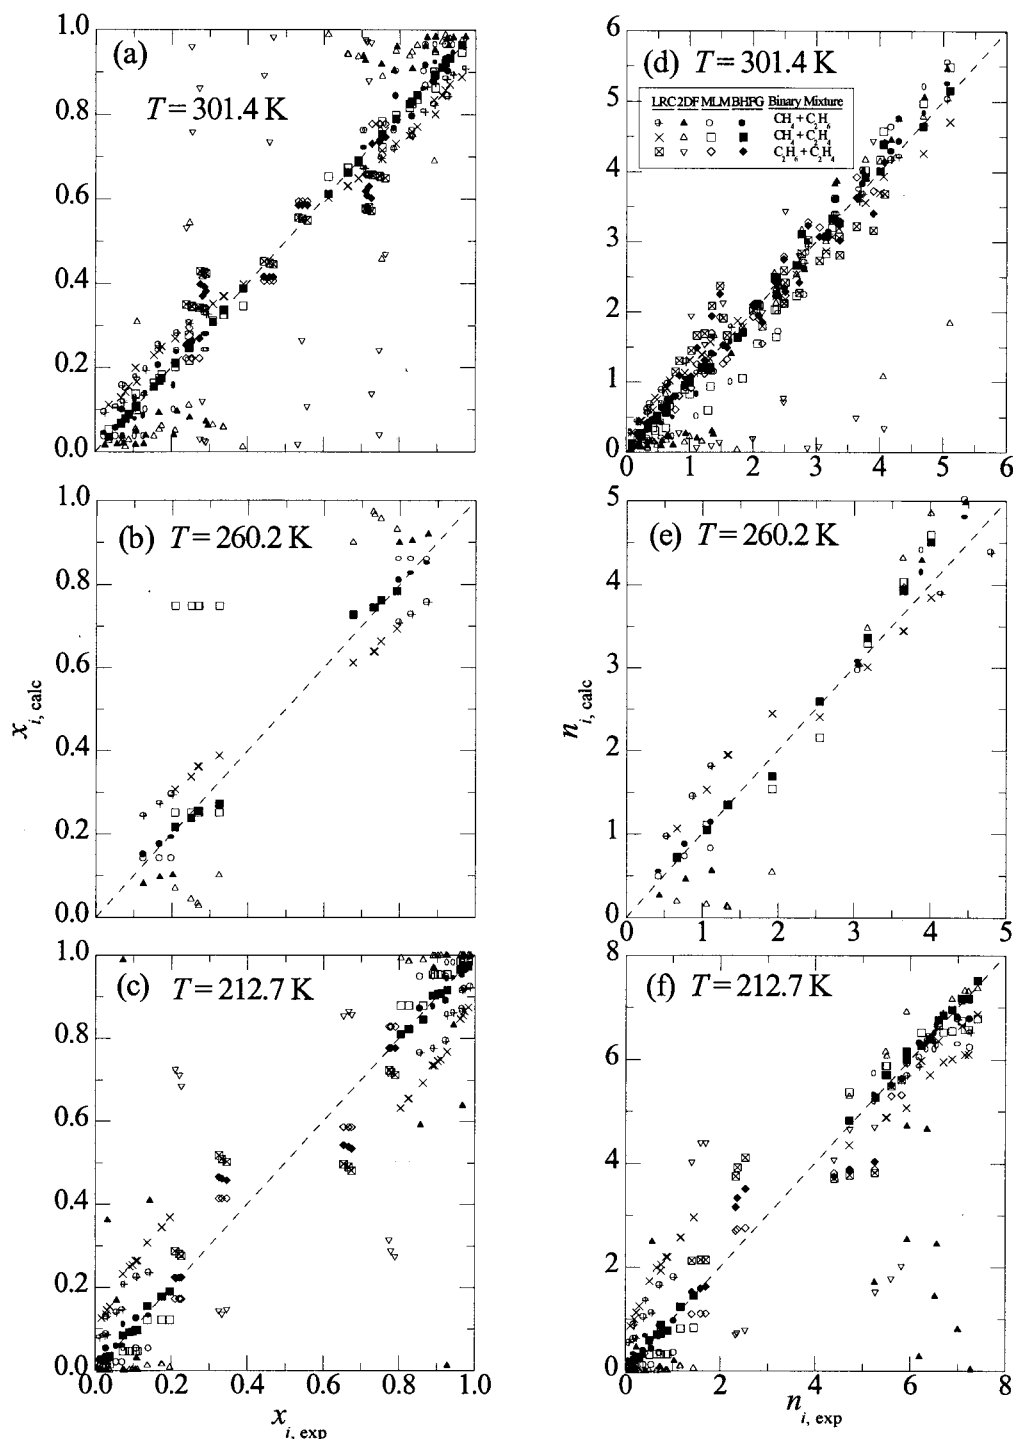 (a)
T = 301.4 K
1.0
0.8
0.6
0.4
0.2
0.0
(b) T = 260.2 K
1.0
0.8
0.6
0.4
0.2
0.0
x i, calc
(c)
T = 212.7 K
1.0
0.8
0.6
0.4
0.2
0.0
0.0 0.2 0.4 0.6 0.8 1.0
x i, exp
(d) T = 301.4 K
LRC 2DF MLM BHFG Binary Mixture
CH4 + C2H6
CH4 + C2H4
C2H6 + C2H4
6
5
4
3
2
1
0
0 1 2 3 4 5 6
(e) T = 260.2 K
5
4
3
2
1
0
0 1 2 3 4 5
n i, calc
(f)
T = 212.7 K
8
6
4
2
0
0 2 4 6 8
n i, exp